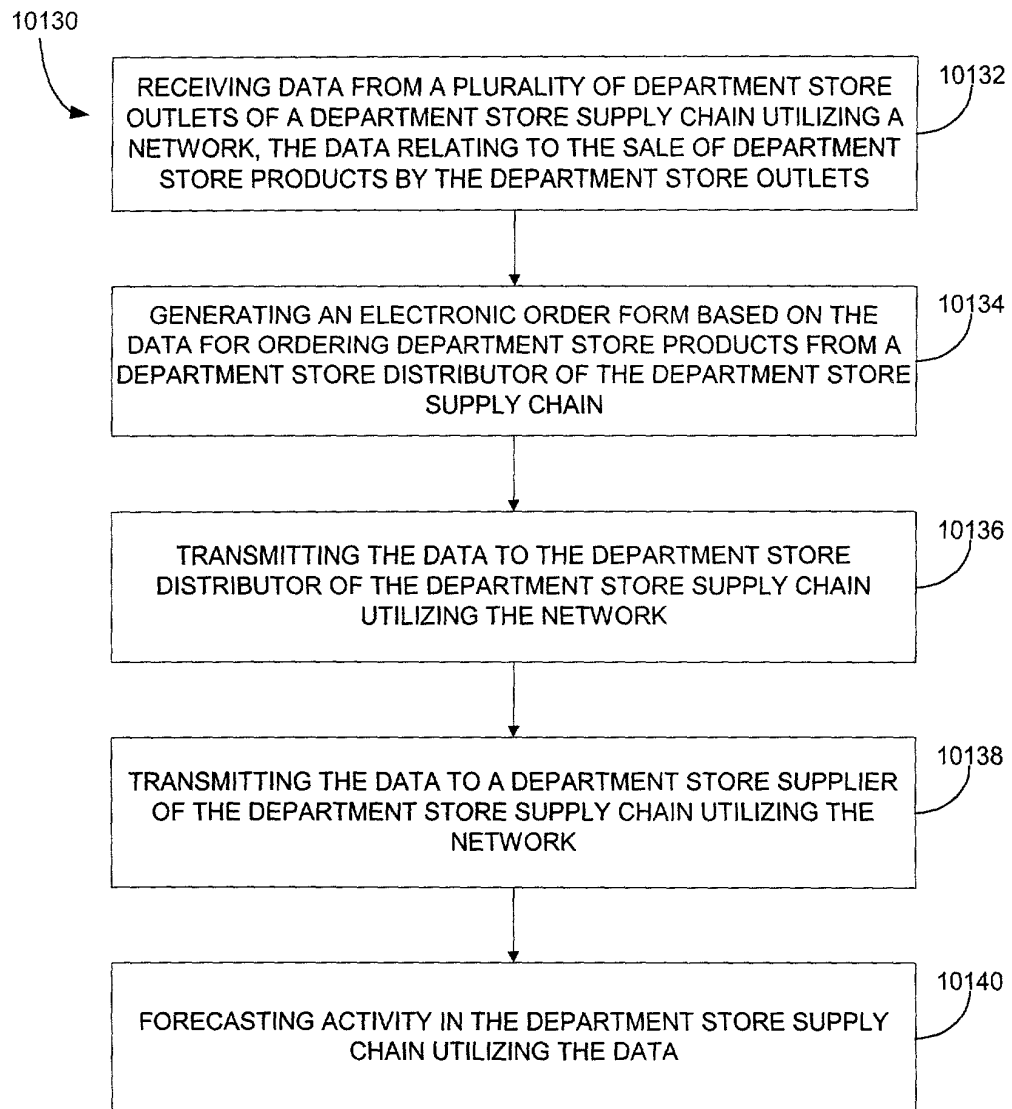 10130
RECEIVING DATA FROM A PLURALITY OF DEPARTMENT STORE
OUTLETS OF A DEPARTMENT STORE SUPPLY CHAIN UTILIZING A
NETWORK, THE DATA RELATING TO THE SALE OF DEPARTMENT
STORE PRODUCTS BY THE DEPARTMENT STORE OUTLETS
10132
GENERATING AN ELECTRONIC ORDER FORM BASED ON THE
DATA FOR ORDERING DEPARTMENT STORE PRODUCTS FROM A
DEPARTMENT STORE DISTRIBUTOR OF THE DEPARTMENT STORE
SUPPLY CHAIN
10134
TRANSMITTING THE DATA TO THE DEPARTMENT STORE
DISTRIBUTOR OF THE DEPARTMENT STORE SUPPLY CHAIN
UTILIZING THE NETWORK
10136
TRANSMITTING THE DATA TO A DEPARTMENT STORE SUPPLIER
OF THE DEPARTMENT STORE SUPPLY CHAIN UTILIZING THE
NETWORK
10138
FORECASTING ACTIVITY IN THE DEPARTMENT STORE SUPPLY
CHAIN UTILIZING THE DATA
10140